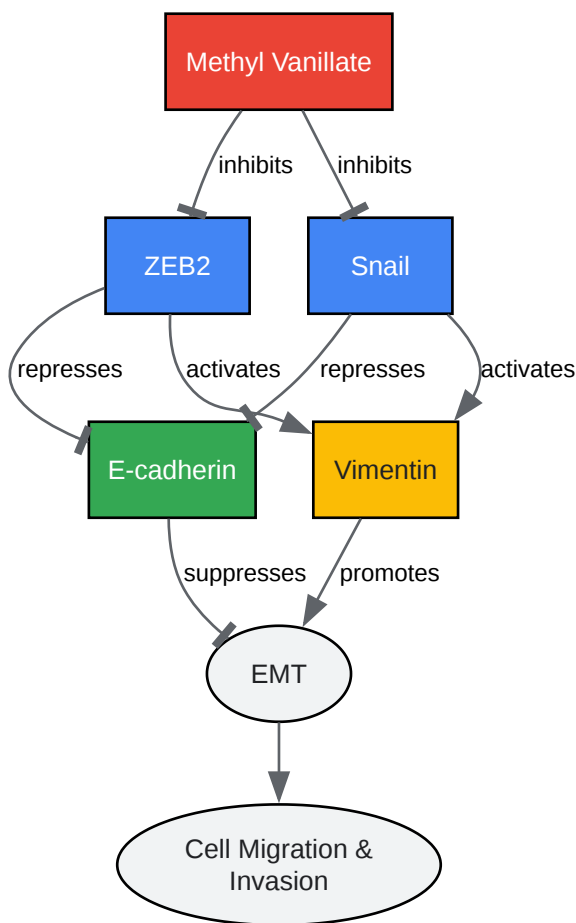 Methyl Vanillate
inhibits
inhibits
ZEB2
Snail
represses
activates
represses
activates
E-cadherin
Vimentin
suppresses
promotes
EMT
Cell Migration &
Invasion